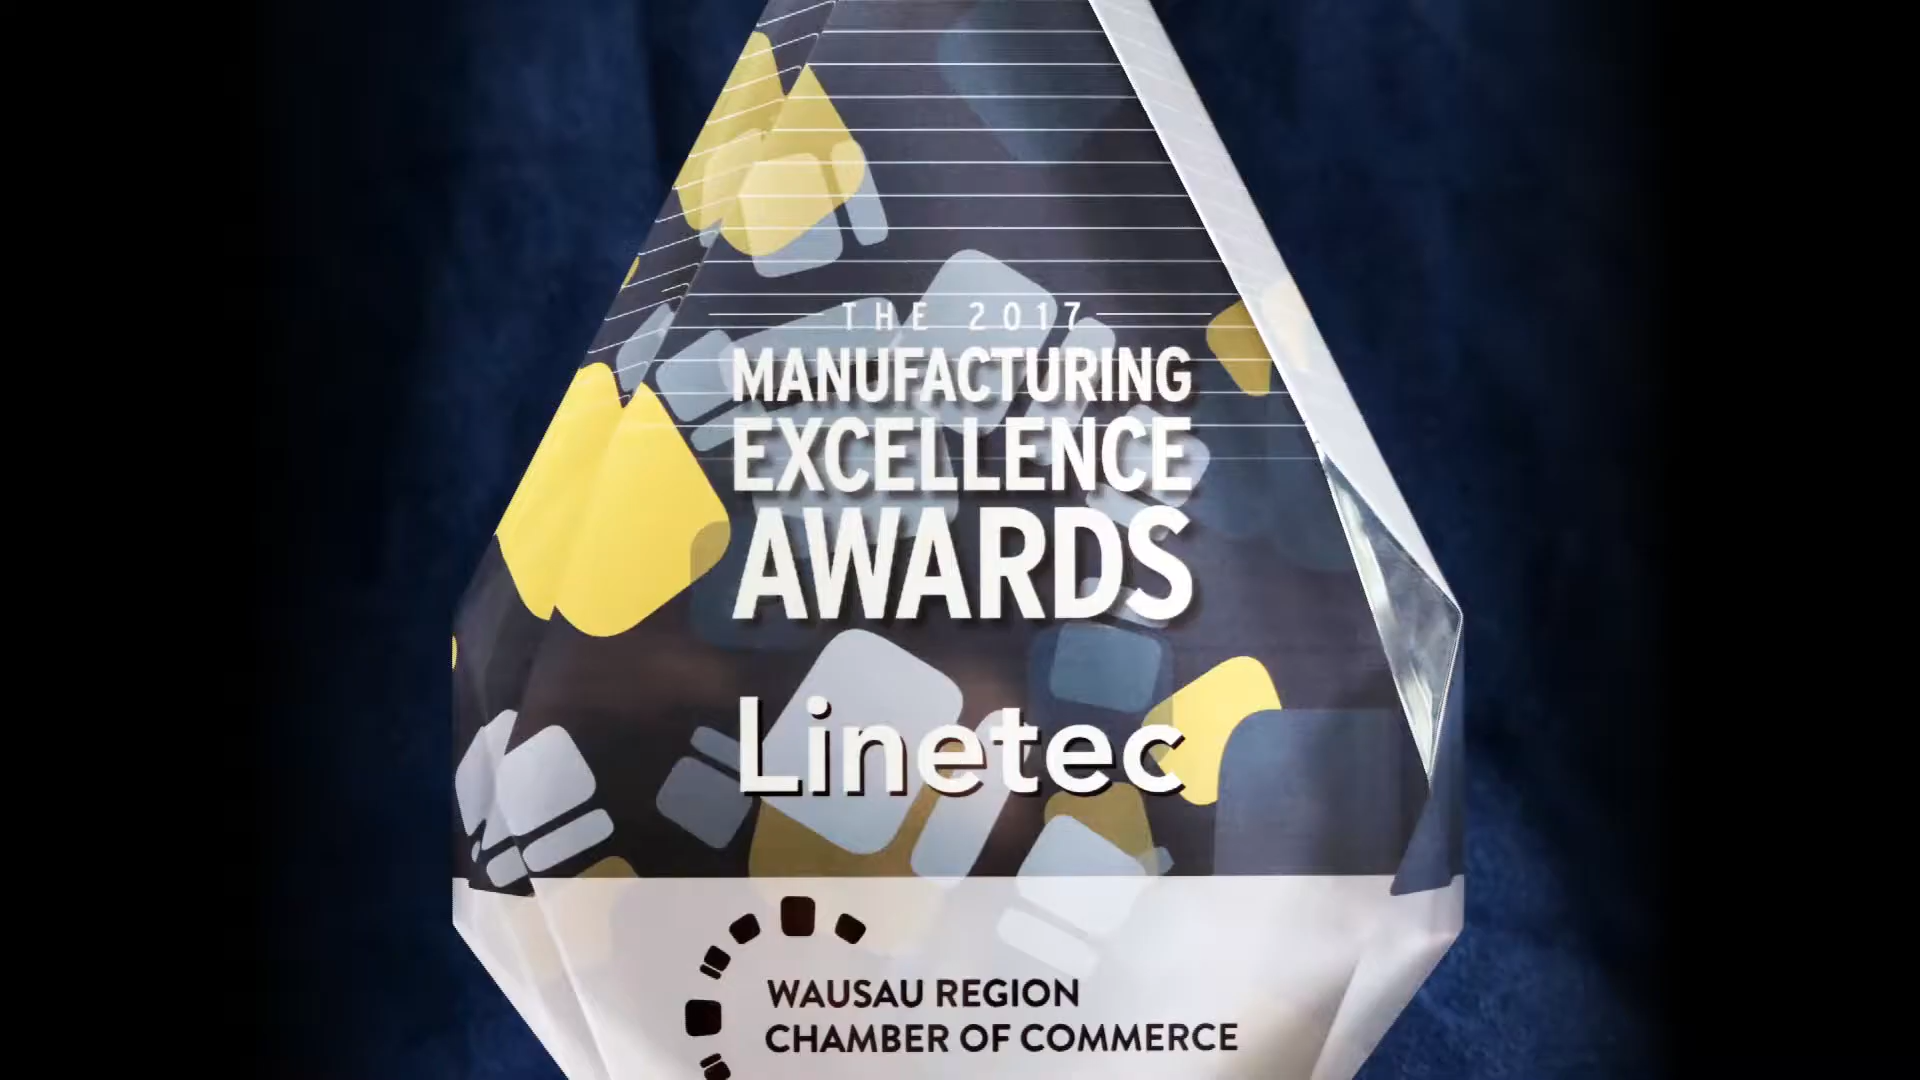 THE 2017
MANUFACTURING
EXCELLENCE
AWARDS
Linetec
WAUSAU REGION
CHAMBER OF COMMERCE